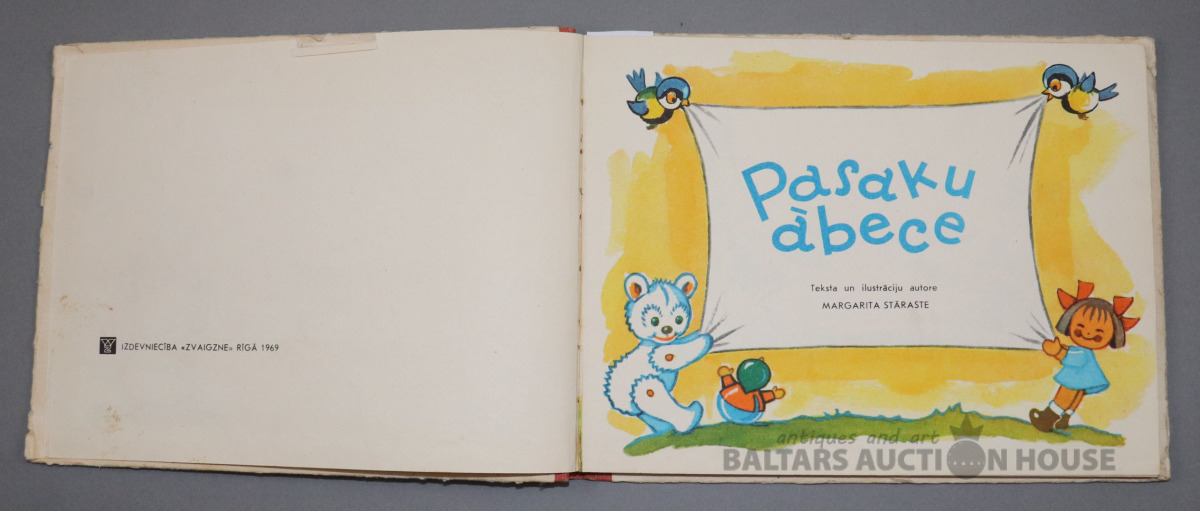 IZDEVNIECĪBA «ZVAIGZNE» RĪGĀ 1969
Pasaku
ābece
Teksta un ilustrāciju autore
MARGARITA STĀRASTE
antiques and art
BALTARS AUCTION HOUSE